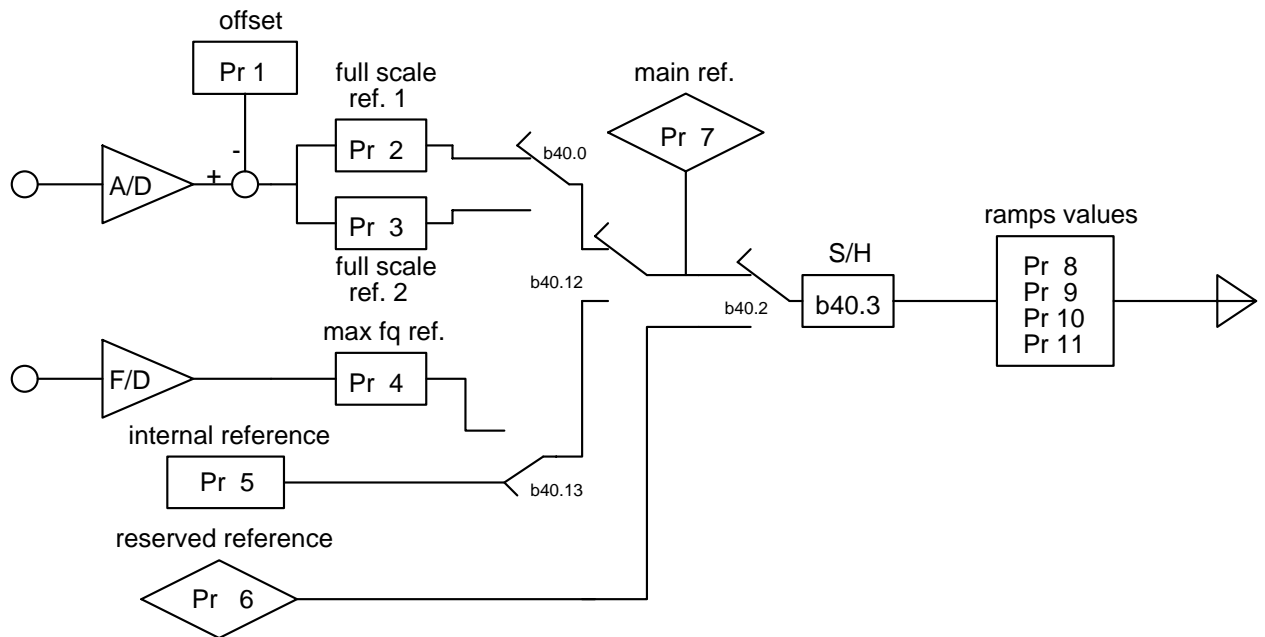 offset
Pr 1
full scale
ref. 1
main ref.
Pr 2
b40.0
Pr 7
-
+
A/D
Pr 3
ramps values
full scale
ref. 2
b40.12
S/H
b40.2
b40.3
Pr 8
Pr 9
Pr 10
Pr 11
max fq ref.
F/D
Pr 4
internal reference
Pr 5
b40.13
reserved reference
Pr 6